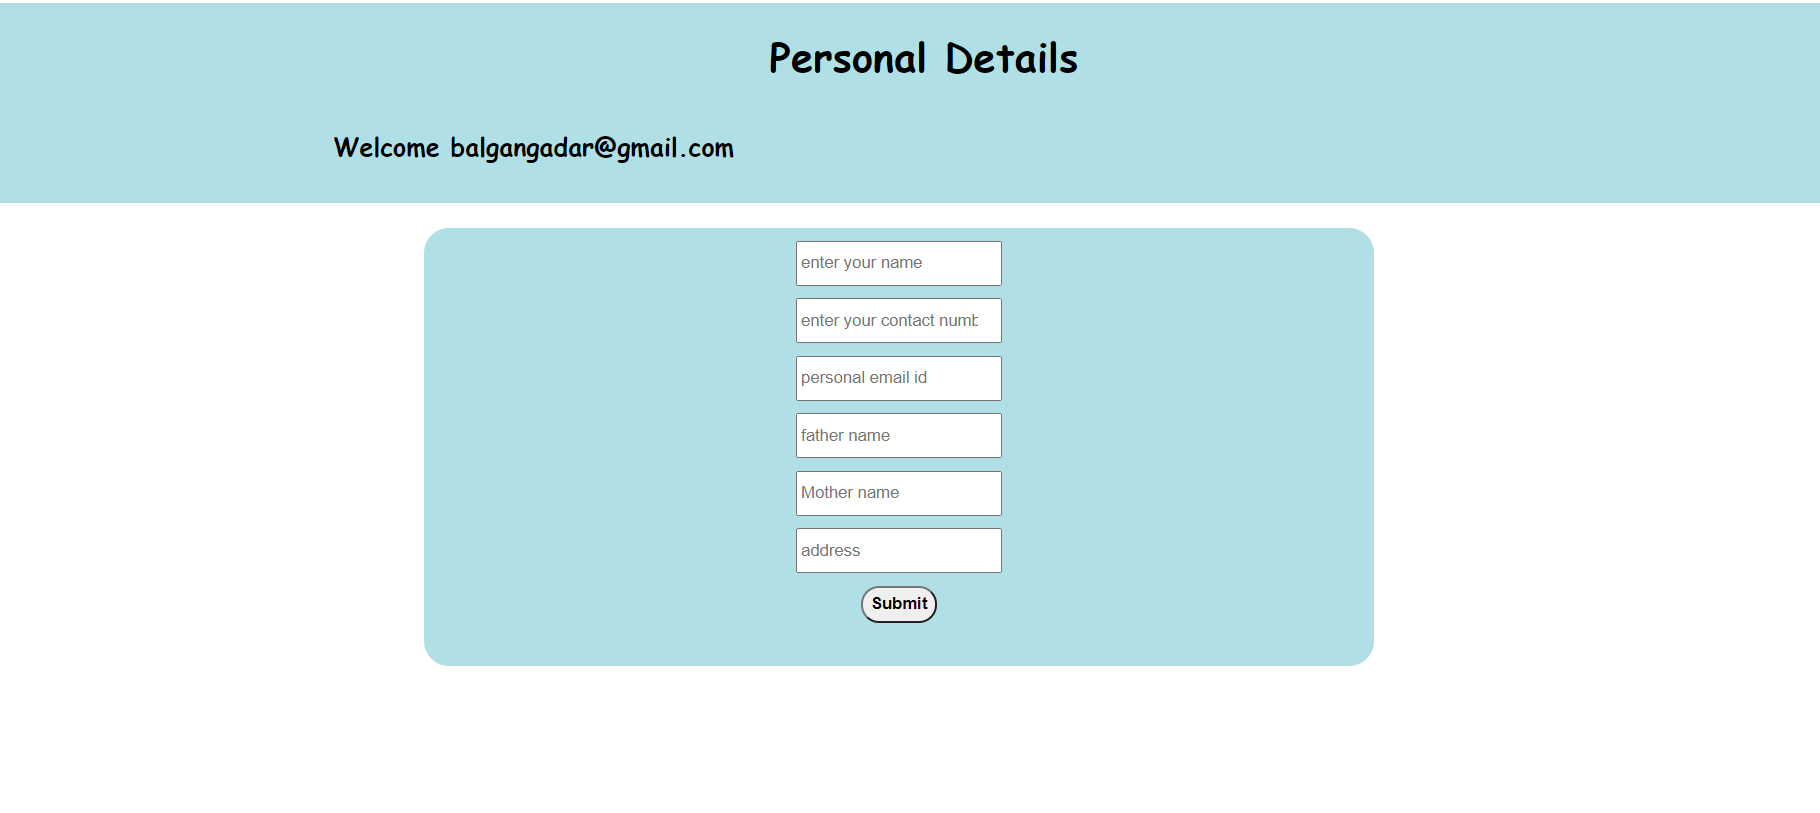 Personal Details
Welcome balgangadar@gmail.com
enter your name
enter your contact numb
personal email id
father name
Mother name
address
Submit